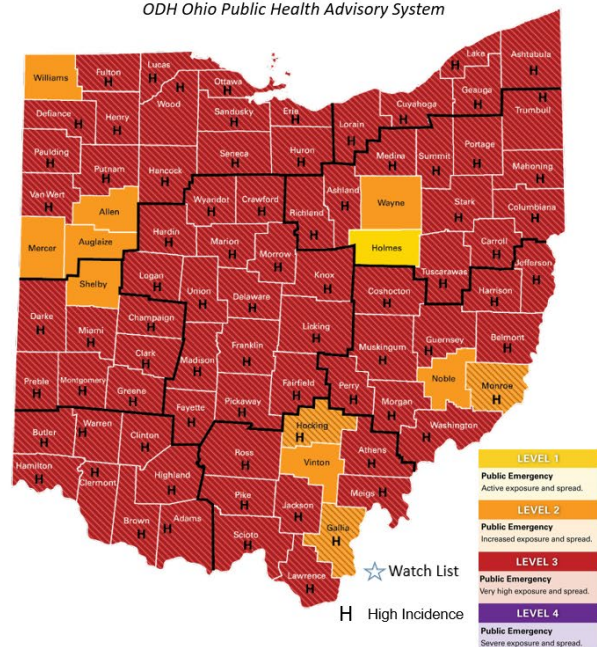 ODH Ohio Public Health Advisory System
Williams
Fulton
H
Lucas
H
Ottawa
H
Lake
H
Ashtabula
H
Geauga
H
Cuyahoga
H
Defiance
H
Henry
H
Wood
H
Sandusky
H
Erie
H
Lorain
H
Trumbull
H
Paulding
H
Putnam
H
Hancock
H
Seneca
H
Huron
H
Medina
H
Summit
H
Portage
H
Mahoning
H
Van Wert
H
Allen
Wyandot
H
Crawford
H
Richland
H
Ashland
H
Wayne
Stark
H
Columbiana
H
Mercer
Auglaize
Hardin
H
Marion
H
Morrow
H
Holmes
Carroll
H
Tuscarawas
H
Jefferson
H
Shelby
Logan
H
Union
H
Delaware
H
Knox
H
Coshocton
H
Harrison
H
Darke
H
Miami
H
Champaign
H
Licking
H
Muskingum
H
Guernsey
H
Belmont
H
Clark
H
Madison
H
Franklin
H
Preble
H
Montgomery
H
Greene
H
Fayette
H
Pickaway
H
Fairfield
H
Perry
H
Morgan
H
Noble
Monroe
H
Washington
H
Butler
H
Warren
H
Clinton
H
Ross
H
Hocking
H
Athens
H
Hamilton
H
Clermont
H
Highland
H
Vinton
Meigs
H
Brown
H
Adams
H
Pike
H
Jackson
H
Gallia
H
Scioto
H
Lawrence
H
Watch List
H High Incidence
LEVEL 1
Public Emergency
Active exposure and spread.
LEVEL 2
Public Emergency
Increased exposure and spread.
LEVEL 3
Public Emergency
Very high exposure and spread.
LEVEL 4
Public Emergency
Severe exposure and spread.